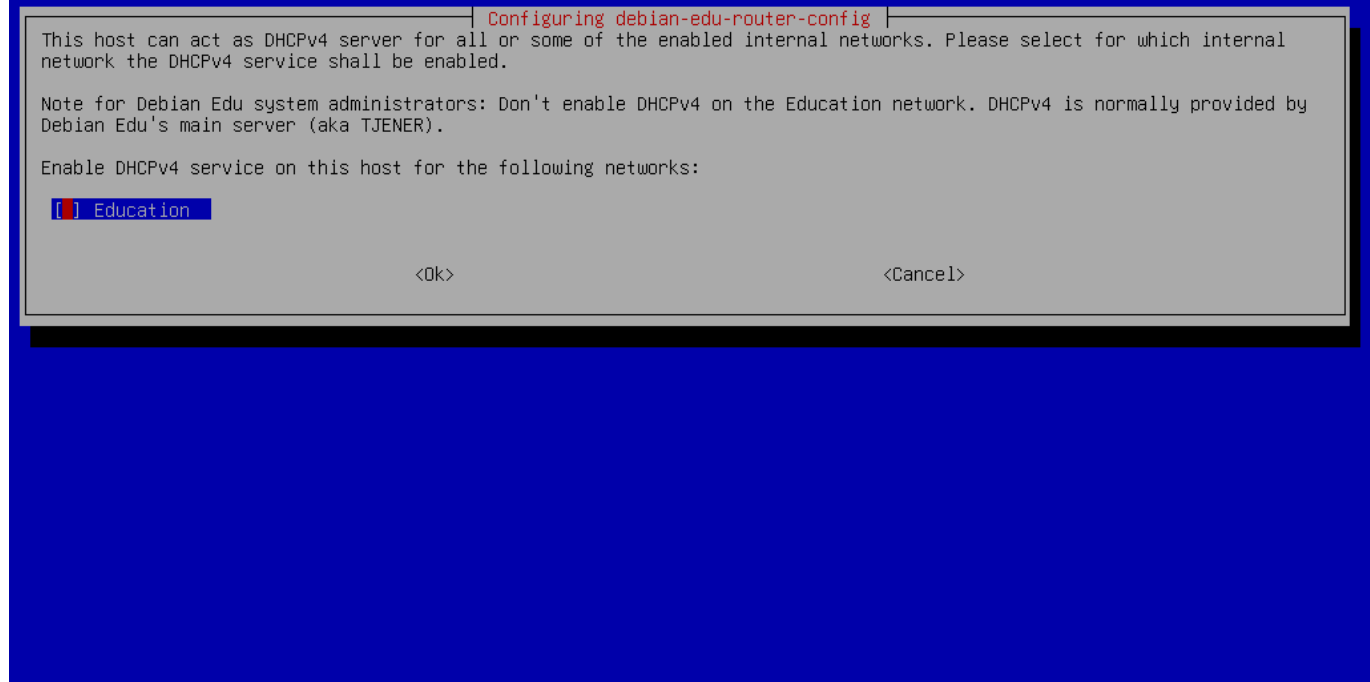 Configuring debian-edu-router-config
This host can act as DHCPv4 server for all or some of the enabled internal networks. Please select for which internal
network the DHCPv4 service shall be enabled.
Note for Debian Edu system administrators: Don't enable DHCPv4 on the Education network. DHCPv4 is normally provided by
Debian Edu's main server (aka TJENER).
Enable DHCPv4 service on this host for the following networks:
[ ] Education
<Ok> <Cancel>